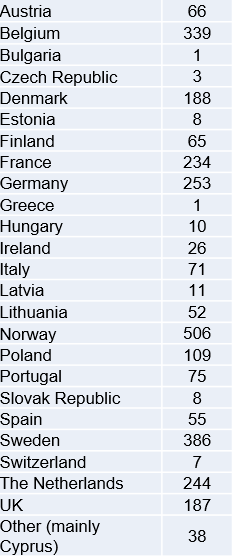 Austria 66
Belgium 339
Bulgaria 1
Czech Republic 3
Denmark 188
Estonia 8
Finland 65
France 234
Germany 253
Greece 1
Hungary 10
Ireland 26
Italy 71
Latvia 11
Lithuania 52
Norway 506
Poland 109
Portugal 75
Slovak Republic 8
Spain 55
Sweden 386
Switzerland 7
The Netherlands 244
UK 187
Other (mainly
Cyprus) 38